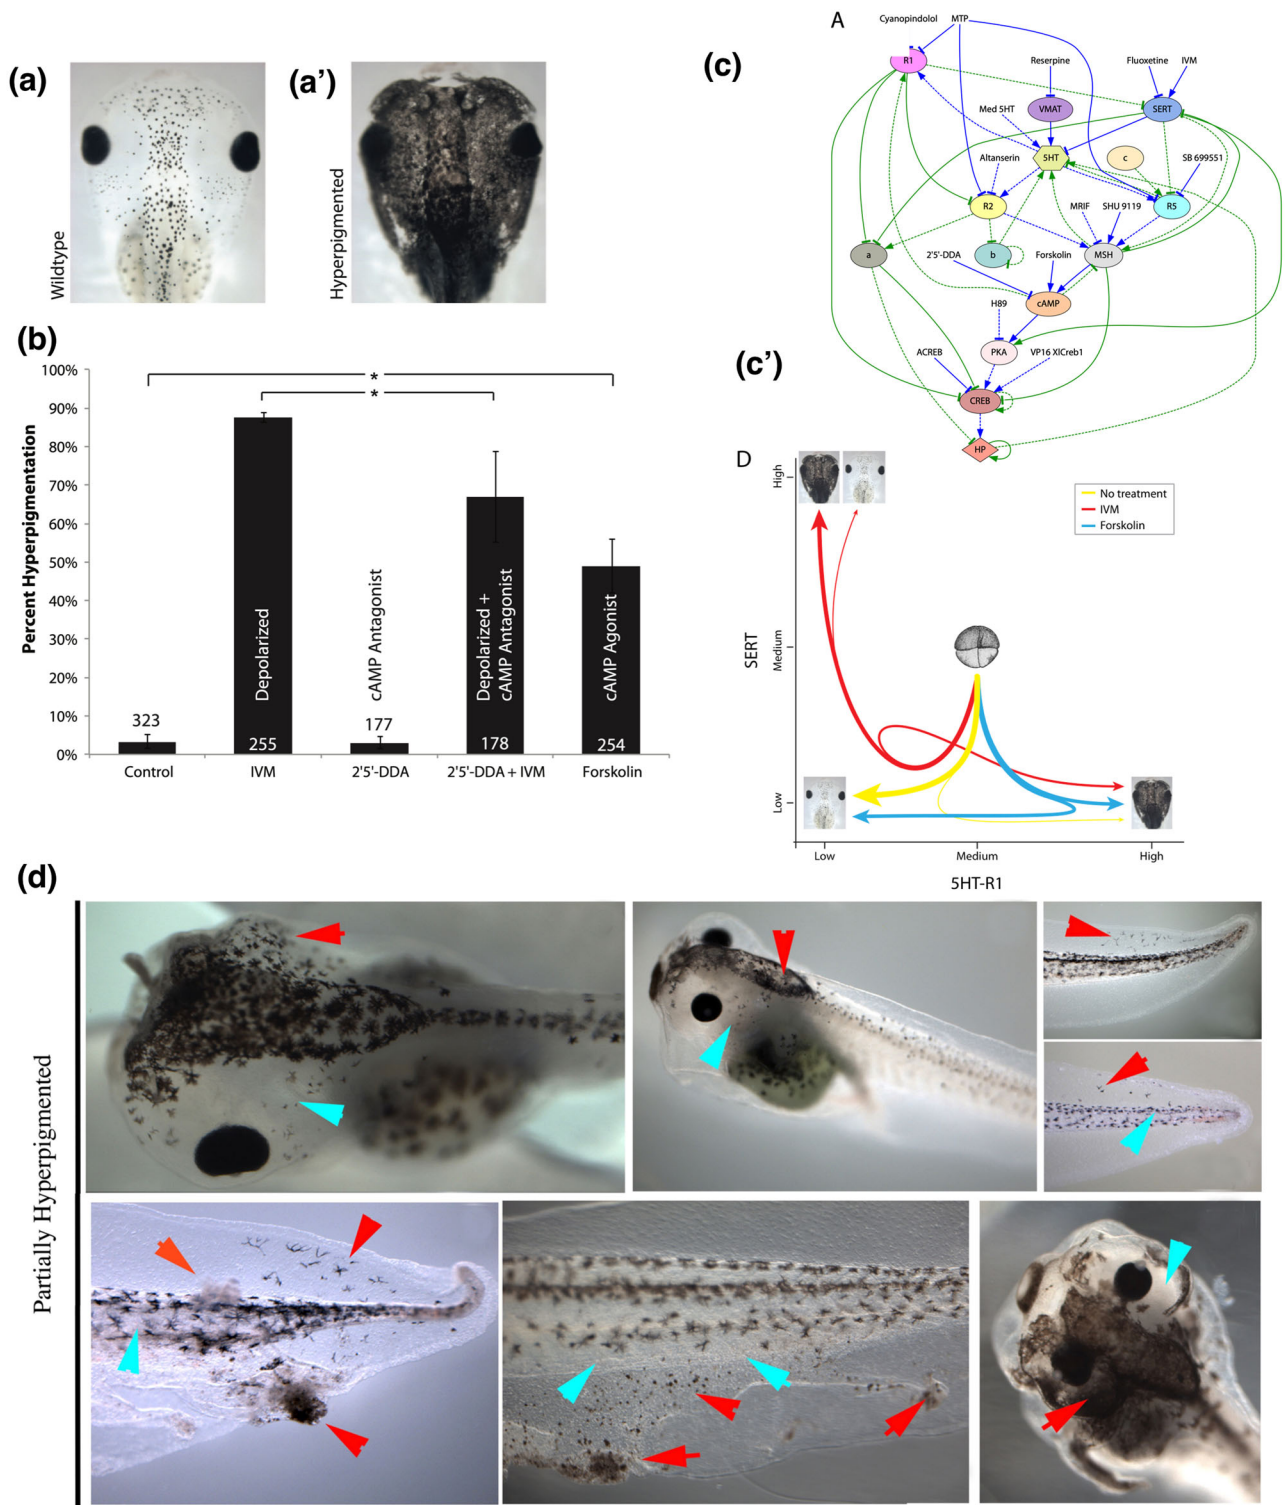 (a)
Wildtype
(a')
Hyperpigmented
(b)
Percent Hyperpigmentation
100%
90%
80%
70%
60%
50%
40%
30%
20%
10%
0%
*
*
323
Depolarized
255
cAMP Antagonist
177
Depolarized +
cAMP Antagonist
178
cAMP Agonist
254
Control
IVM
2'5'-DDA
2'5'-DDA + IVM
Forskolin
(c)
A
Cyanopindolol
MTP
R1
Reserpine
Fluoxetine
IVM
Med 5HT
VMAT
SERT
Altanserin
5HT
c
SB 699551
R2
MRIF
SHU 9119
R5
a
b
2'5'-DDA
Forskolin
MSH
H89
cAMP
ACREB
PKA
VP16 XlCreb1
CREB
HP
(c')
D
High
Medium
Low
SERT
No treatment
IVM
Forskolin
Low
Medium
High
5HT-R1
(d)
Partially Hyperpigmented